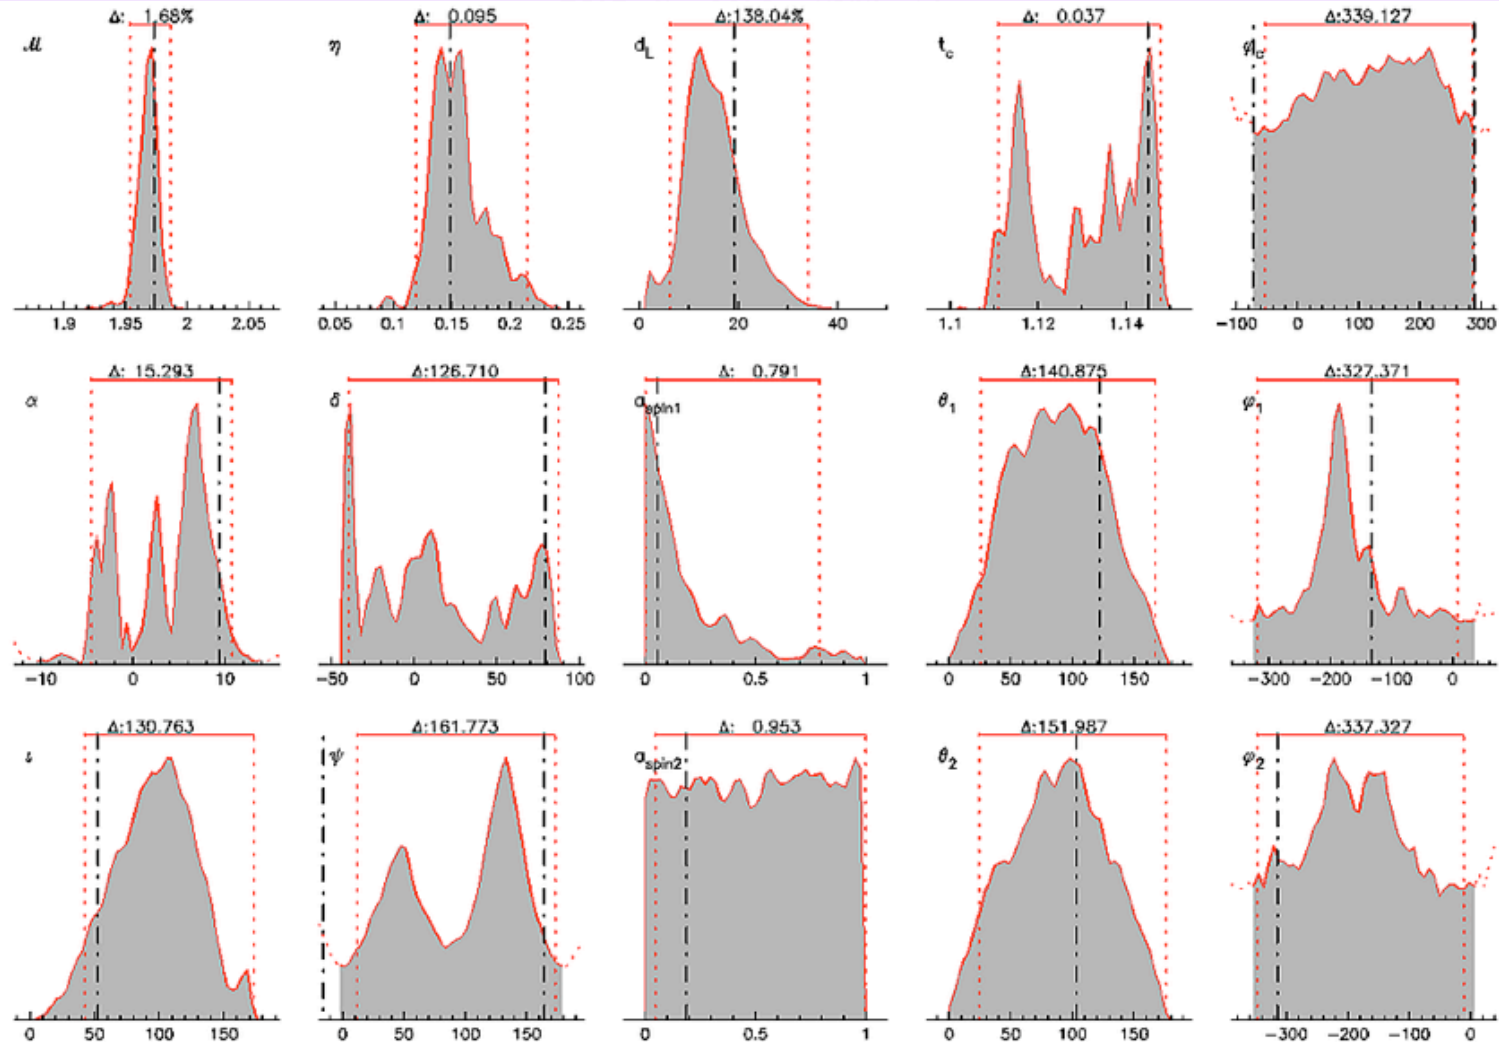 Δ: 1.68% Δ: 0.095 Δ:138.04% Δ: 0.037 Δ:339.127
ℳ η d_L t_c φ_c
1.9 1.95 2 2.05 0.05 0.1 0.15 0.2 0.25 0 20 40 1.1 1.12 1.14 −100 0 100 200 300
Δ: 15.293 Δ:126.710 Δ: 0.791 Δ:140.875 Δ:327.371
α δ a_spin1 θ_1 φ_1
−10 0 10 −50 0 50 100 0 0.5 1 0 50 100 150 −300 −200 −100 0
Δ:130.763 Δ:161.773 Δ: 0.953 Δ:151.987 Δ:337.327
ι ψ a_spin2 θ_2 φ_2
0 50 100 150 0 50 100 150 0 0.5 1 0 50 100 150 −300 −200 −100 0